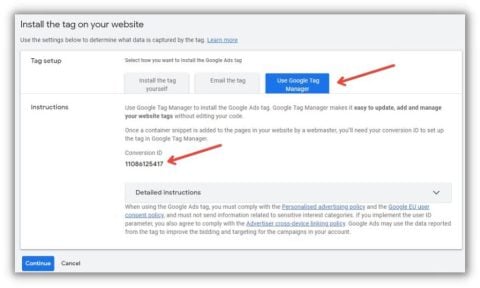 Install the tag on your website
Use the settings below to determine what data is captured by the tag. Learn more
Tag setup
Select how you want to install the Google Ads tag
Install the tag
yourself
Email the tag
Use Google Tag
Manager
Instructions
Use Google Tag Manager to install the Google Ads tag. Google Tag Manager makes it easy to update, add and manage
your website tags without editing your code.
Once a container snippet is added to the pages in your website by a webmaster, you'll need your conversion ID to set up
the tag in Google Tag Manager.
Conversion ID
11086125417
Detailed instructions
When using the Google Ads tag, you must comply with the Personalised advertising policy and the Google EU user
consent policy, and must not send information related to sensitive interest categories. If you implement the user ID
parameter, you also agree to comply with the Advertiser cross-device linking policy. Google Ads may use the data reported
from the tag to improve the bidding and targeting for the campaigns in your account.
Continue
Cancel